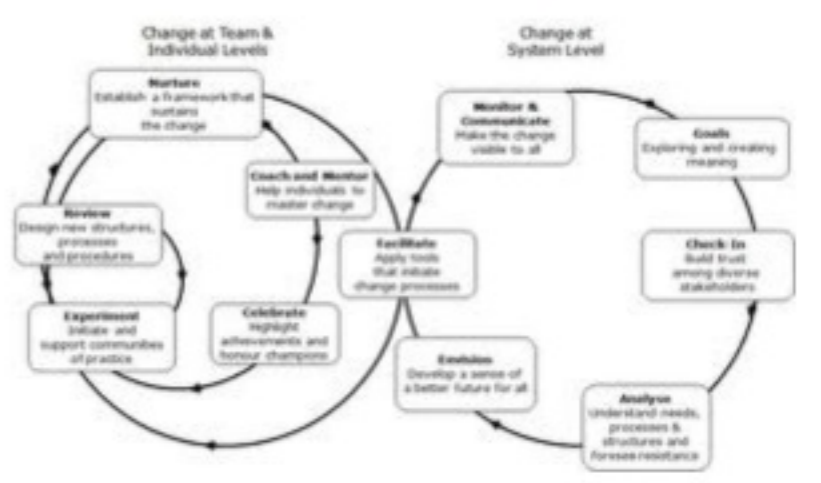 Change at Team &
Individual Levels
Change at
System Level
Nurture
Establish a framework that
sustains
the change
Monitor &
Communicate
Make the change
visible to all
Goals
Exploring and creating
meaning
Coach and Mentor
Help individuals to
master change
Review
Design new structures,
processes
and procedures
Facilitate
Apply tools
that initiate
change processes
Check In
Build trust
among diverse
stakeholders
Experiment
Initiate and
support communities
of practice
Celebrate
Highlight
achievements and
honour champions
Envision
Develop a sense of
a better future for all
Analyse
Understand needs,
processes &
structures and
foresee resistance